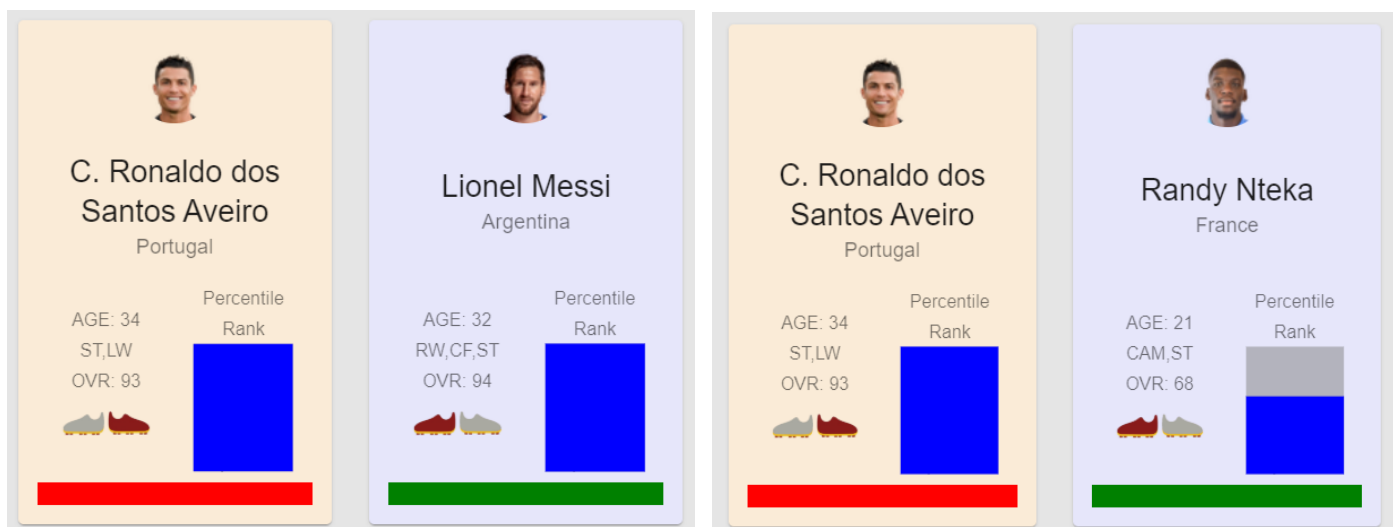 C. Ronaldo dos
Santos Aveiro
Portugal
AGE: 34
ST,LW
OVR: 93
Percentile
Rank
Lionel Messi
Argentina
AGE: 32
RW,CF,ST
OVR: 94
Percentile
Rank
C. Ronaldo dos
Santos Aveiro
Portugal
AGE: 34
ST,LW
OVR: 93
Percentile
Rank
Randy Nteka
France
AGE: 21
CAM,ST
OVR: 68
Percentile
Rank